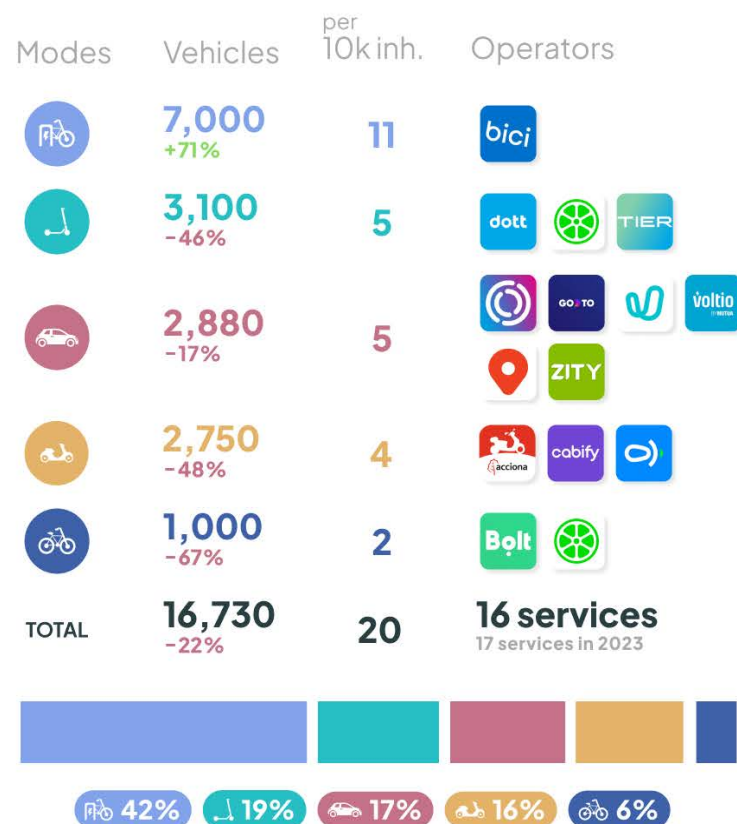 per
Modes Vehicles 10k inh. Operators
7,000 11 bici
+71%
3,100 5 dott TIER
-46%
GO TO voltio
BY MUTUA
2,880 5
-17%
ZITY
2,750 4 acciona cabify
-48%
1,000 2 Bolt
-67%
TOTAL 16,730 20 16 services
-22% 17 services in 2023
42% 19% 17% 16% 6%